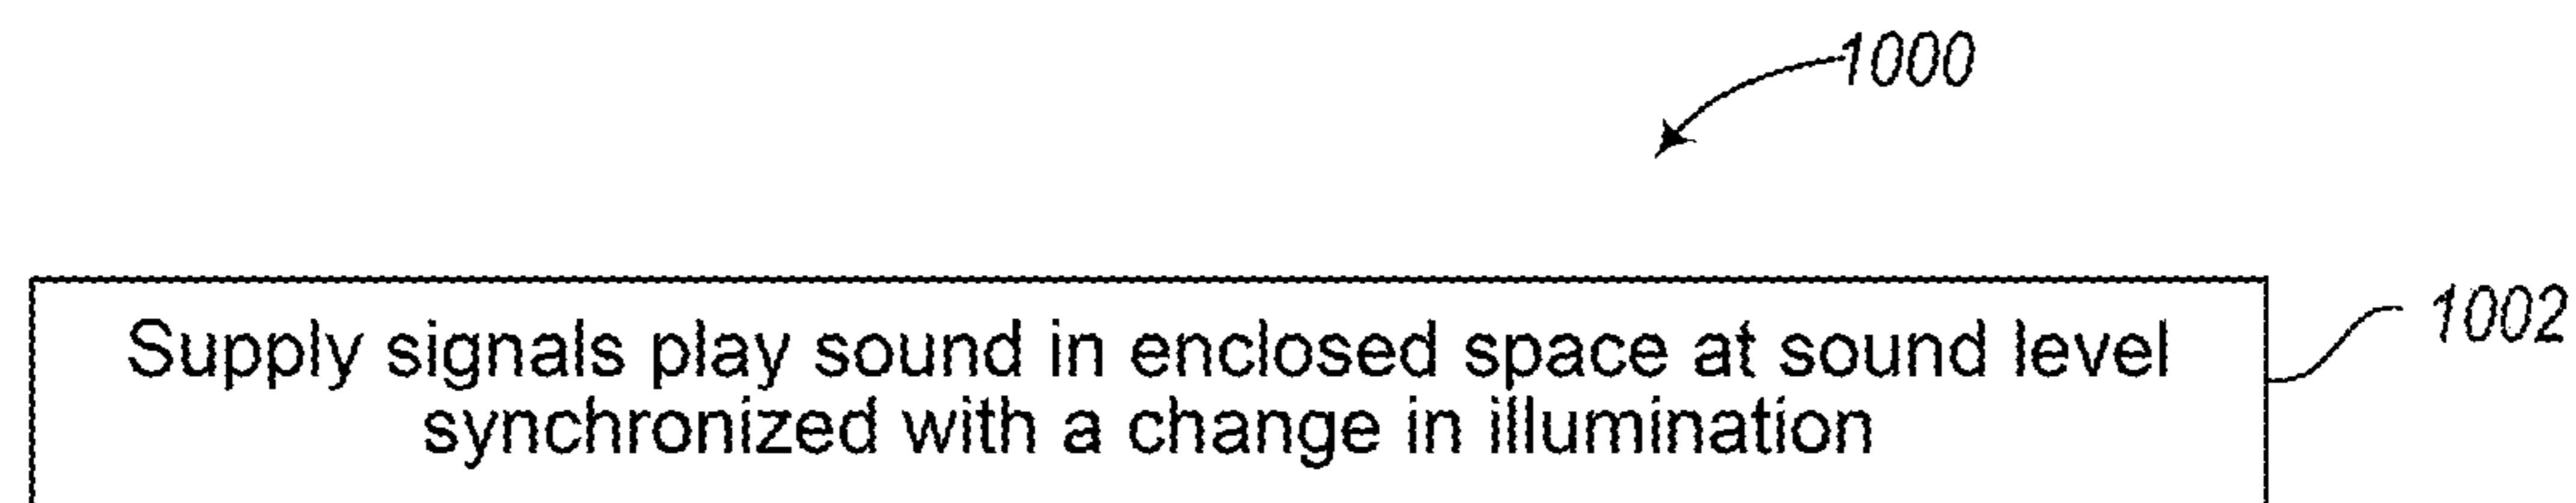 1000
Supply signals play sound in enclosed space at sound level
1002
synchronized with a change in illumination